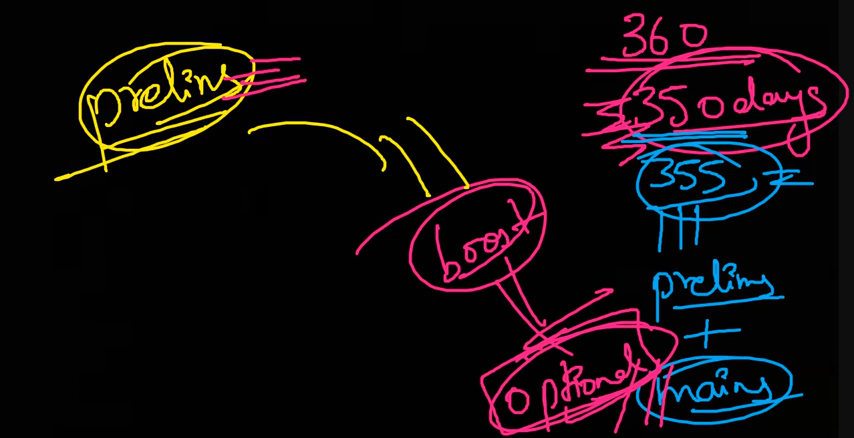 prelims
360
350 days
355
boost
prelims
+
mains
optional